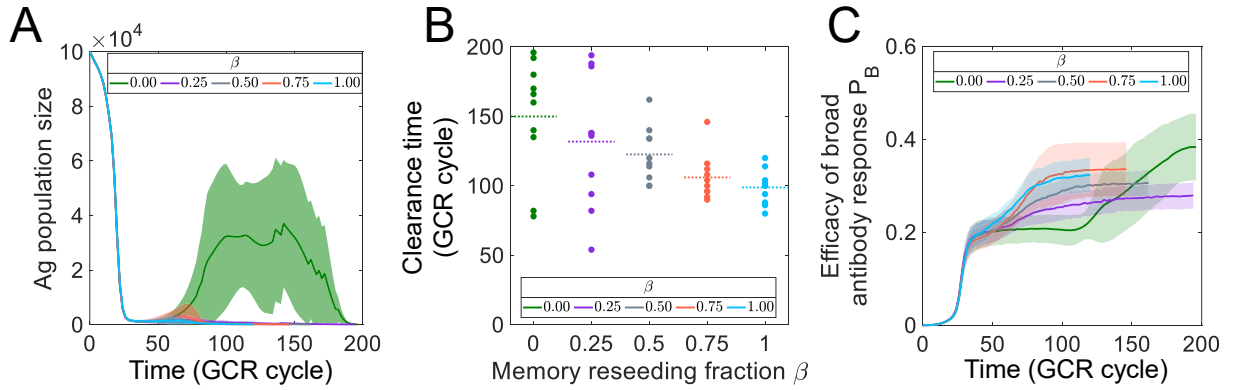 A
×10⁴
β
0.00 0.25 0.50 0.75 1.00
10
8
6
4
2
0
Ag population size
0 50 100 150 200
Time (GCR cycle)
B
200
150
100
50
0
Clearance time
(GCR cycle)
β
0.00 0.25 0.50 0.75 1.00
0 0.25 0.5 0.75 1
Memory reseeding fraction β
C
0.6
0.4
0.2
0
Efficacy of broad
antibody response P_B
β
0.00 0.25 0.50 0.75 1.00
0 50 100 150 200
Time (GCR cycle)